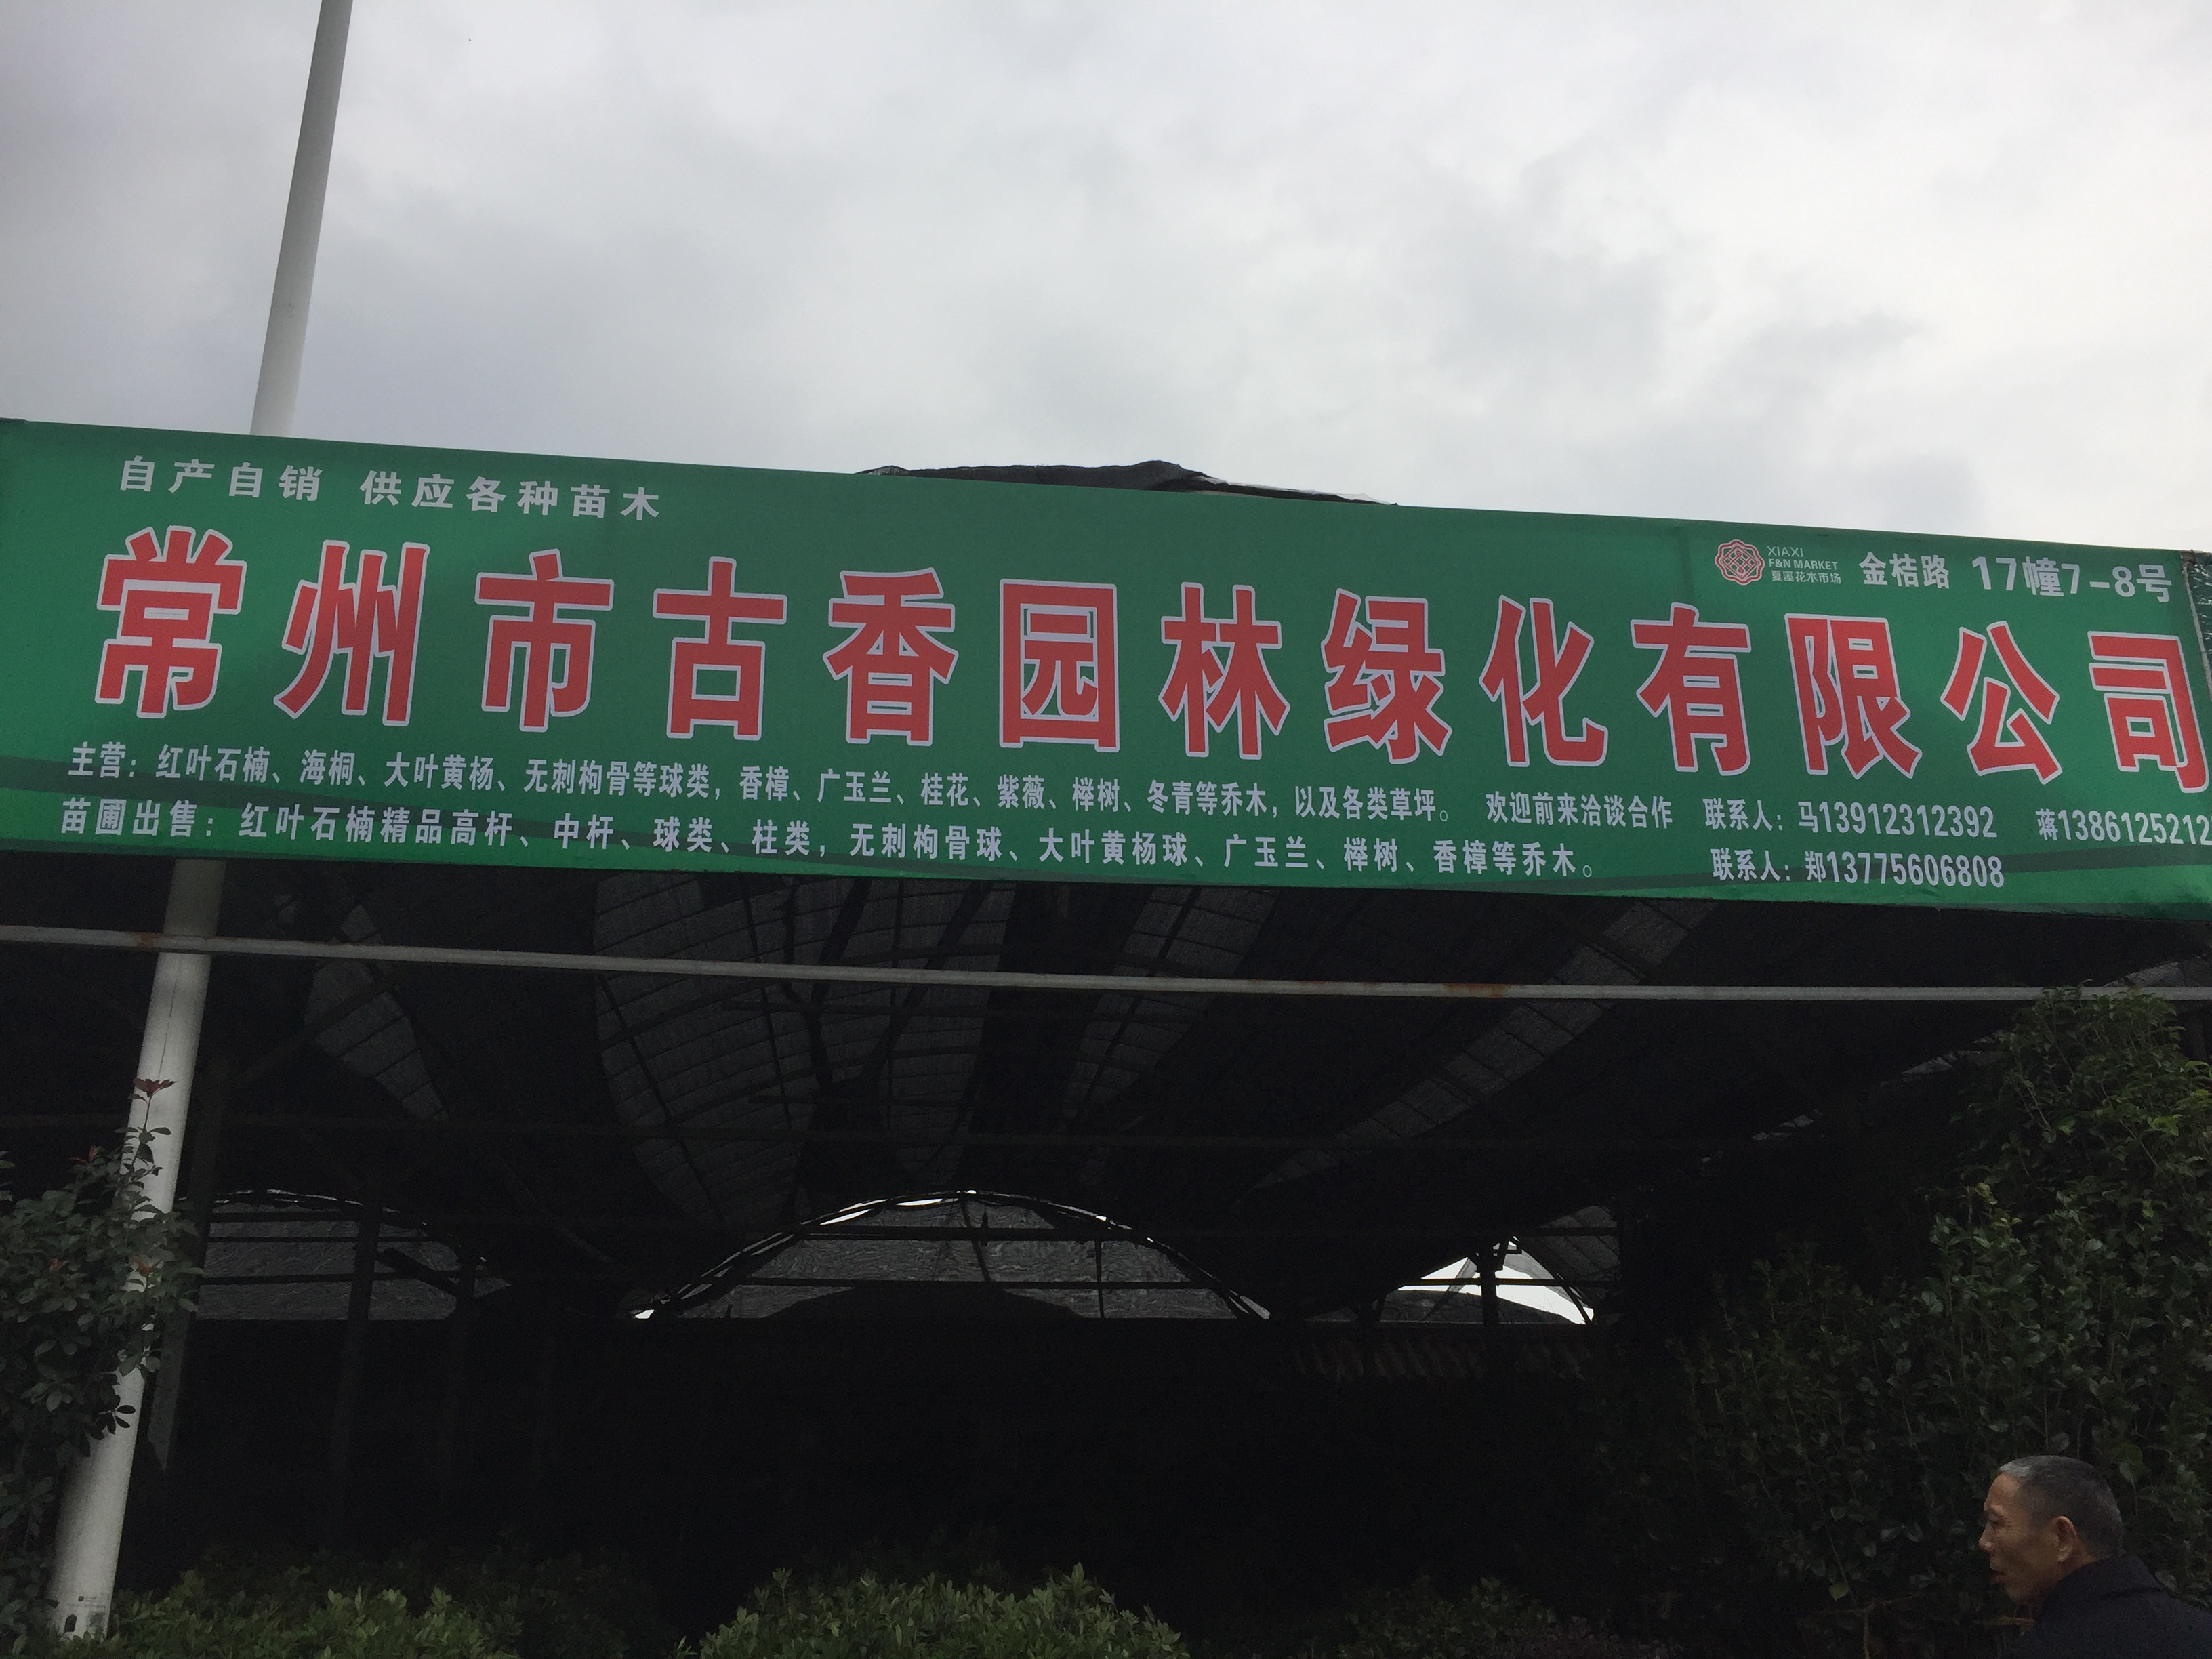 自产自销 供应各种苗木
XIAXI
F&N MARKET
夏溪花木市场
金桔路 17幢7-8号
常州市古香园林绿化有限公司
主营：红叶石楠、海桐、大叶黄杨、无刺枸骨等球类，香樟、广玉兰、桂花、紫薇、榉树、冬青等乔木，以及各类草坪。 欢迎前来洽谈合作 联系人：马13912312392 蒋1386125212
苗圃出售：红叶石楠精品高杆、中杆、球类、柱类，无刺枸骨球、大叶黄杨球、广玉兰、榉树、香樟等乔木。 联系人：郑13775606808